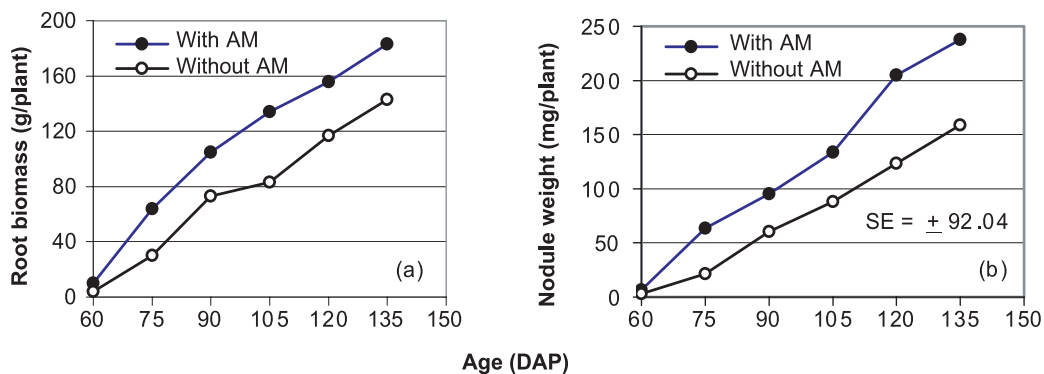 Root biomass (g/plant)
200
160
120
80
40
0
With AM
Without AM
(a)
60 75 90 105 120 135 150
Nodule weight (mg/plant)
250
200
150
100
50
0
With AM
Without AM
SE = ± 92.04
(b)
60 75 90 105 120 135 150
Age (DAP)